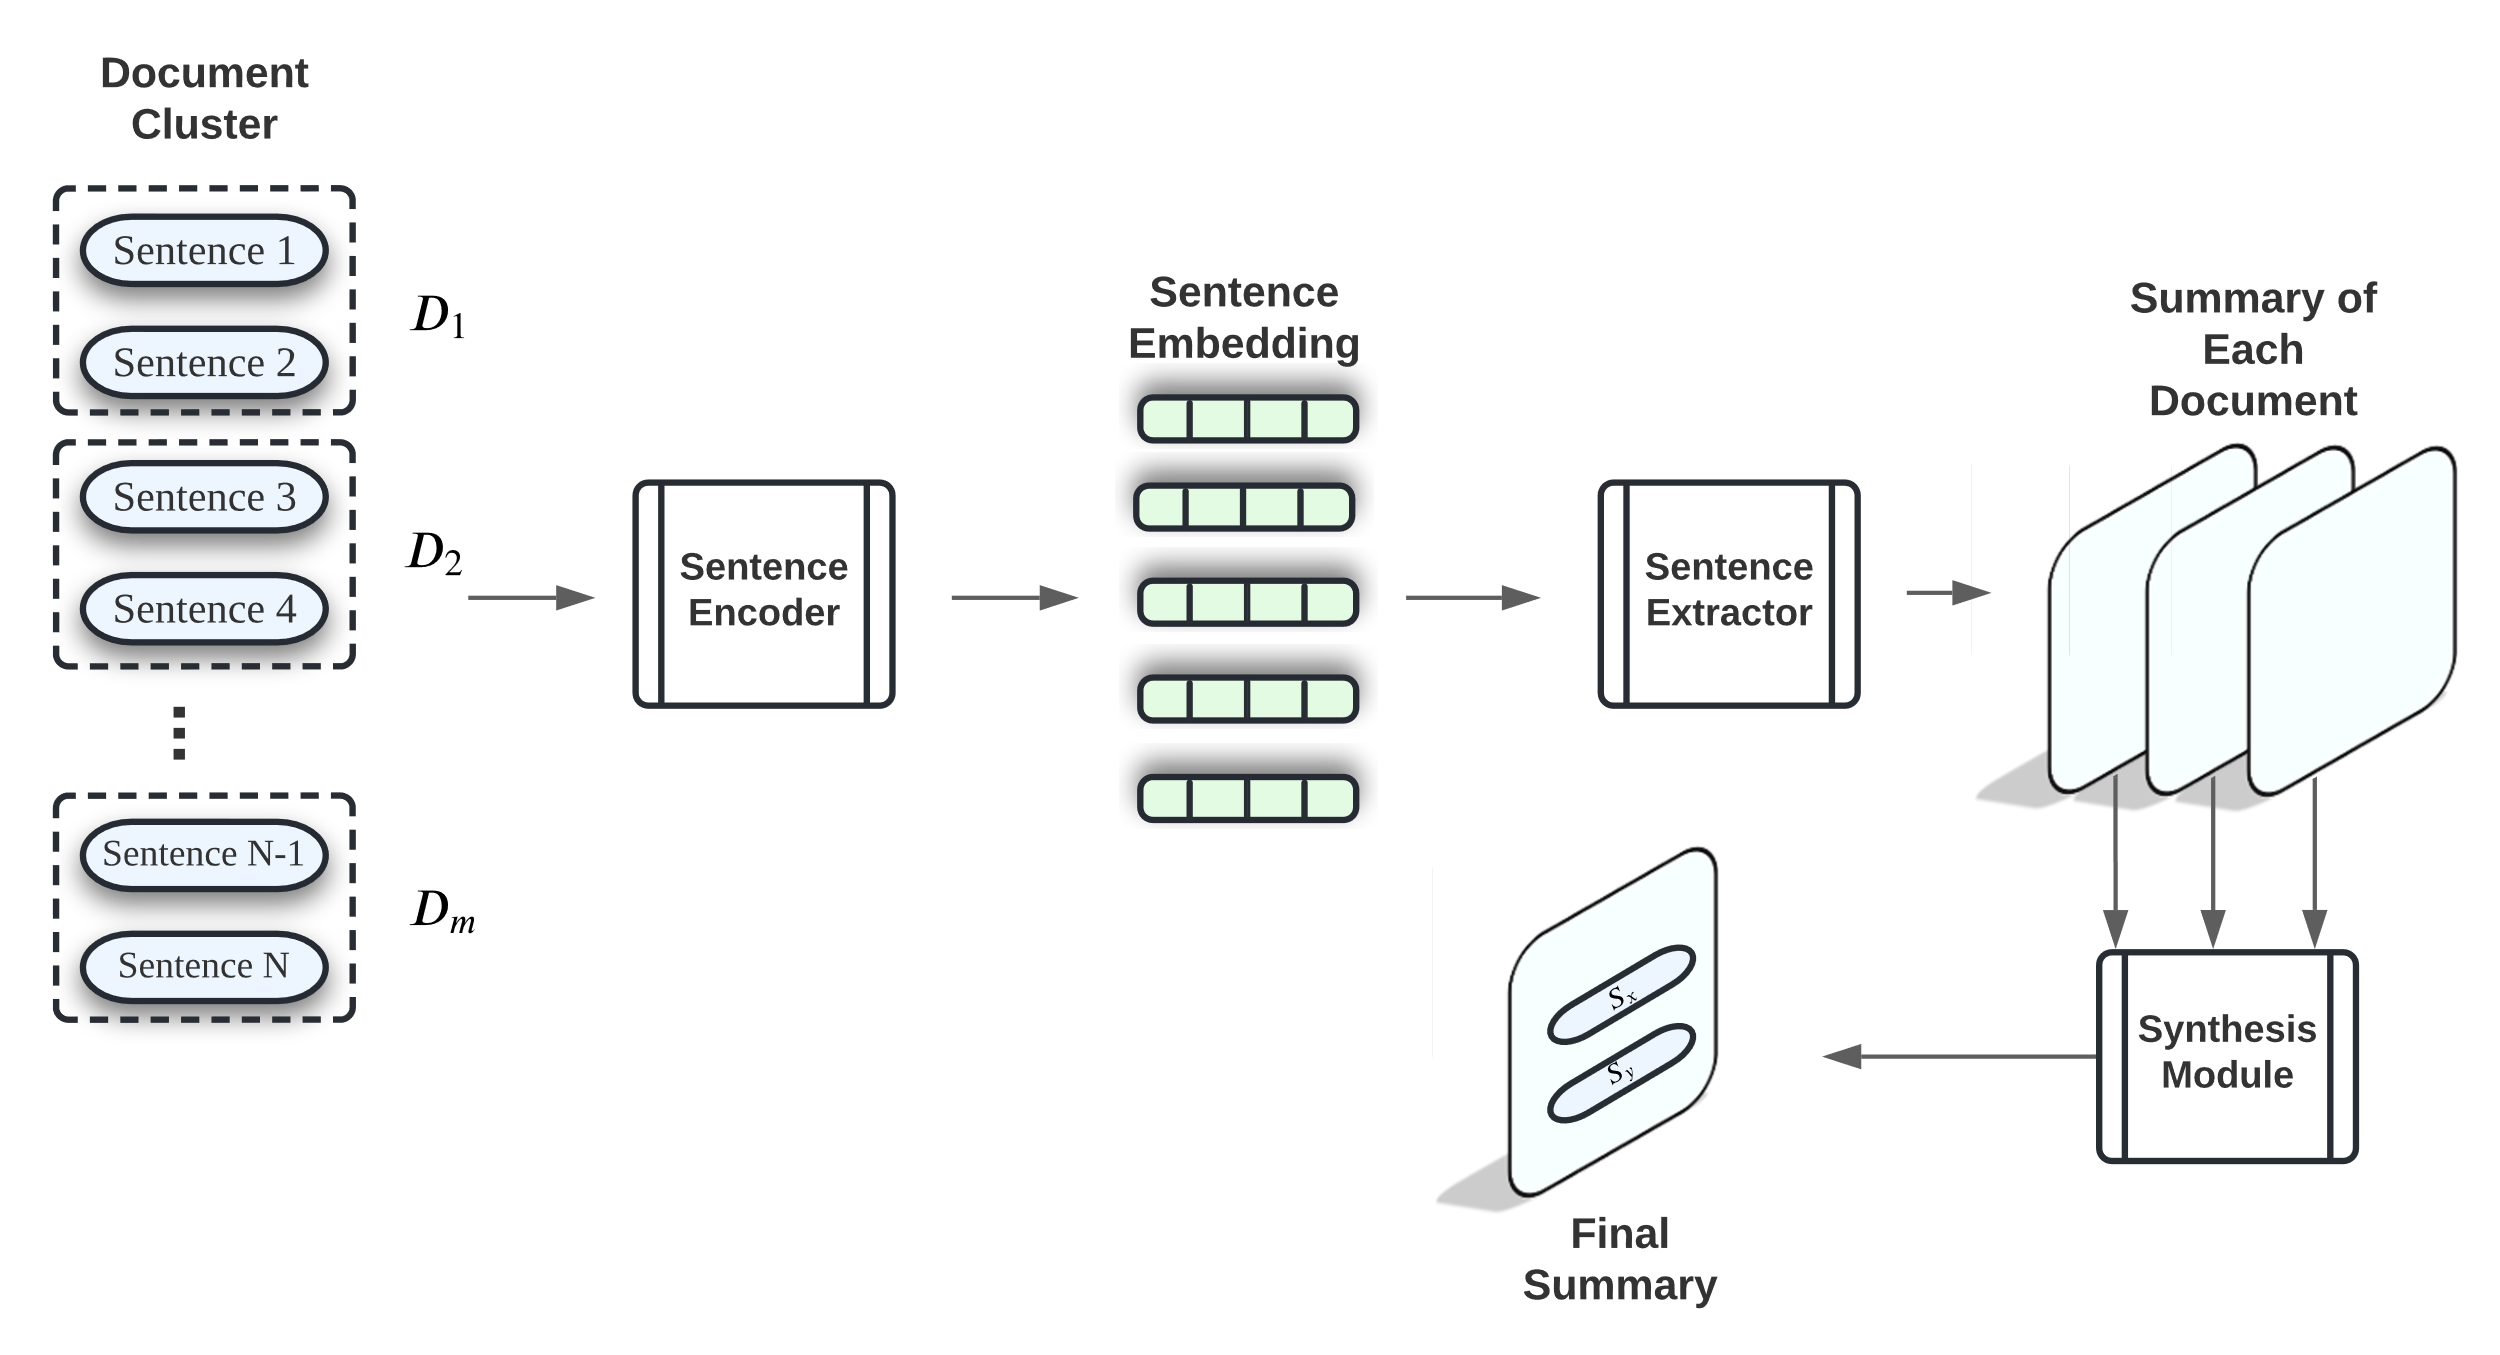 Document
Cluster
Sentence 1
Sentence 2
D1
Sentence 3
Sentence 4
D2
Sentence N-1
Sentence N
Dm
Sentence
Encoder
Sentence
Embedding
Sentence
Extractor
Summary of
Each
Document
Synthesis
Module
Sx
Sy
Final
Summary